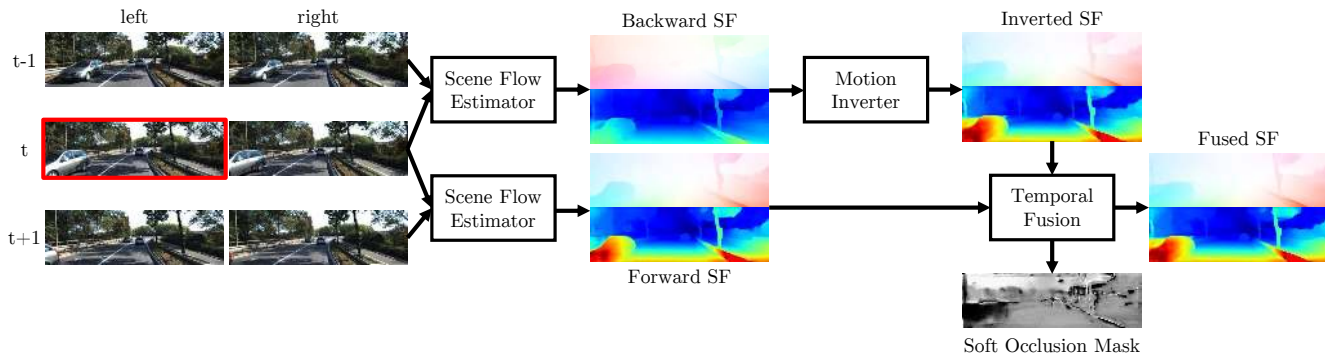 left
right
Backward SF
Inverted SF
t-1
Scene Flow
Estimator
Motion
Inverter
t
Fused SF
Scene Flow
Estimator
Temporal
Fusion
t+1
Forward SF
Soft Occlusion Mask